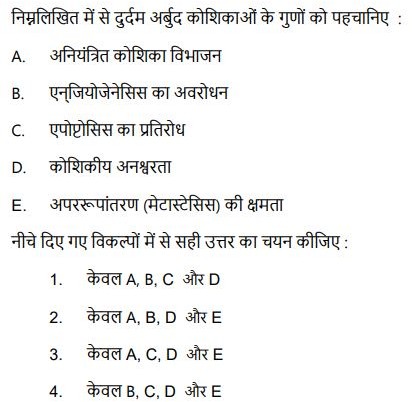 निम्नलिखित में से दुर्दम अर्बुद कोशिकाओं के गुणों को पहचानिए :
A. अनियंत्रित कोशिका विभाजन
B. एन्जियोजेनेसिस का अवरोधन
C. एपोप्टोसिस का प्रतिरोध
D. कोशिकीय अनश्वरता
E. अपररूपांतरण (मेटास्टेसिस) की क्षमता
नीचे दिए गए विकल्पों में से सही उत्तर का चयन कीजिए :
1. केवल A, B, C और D
2. केवल A, B, D और E
3. केवल A, C, D और E
4. केवल B, C, D और E